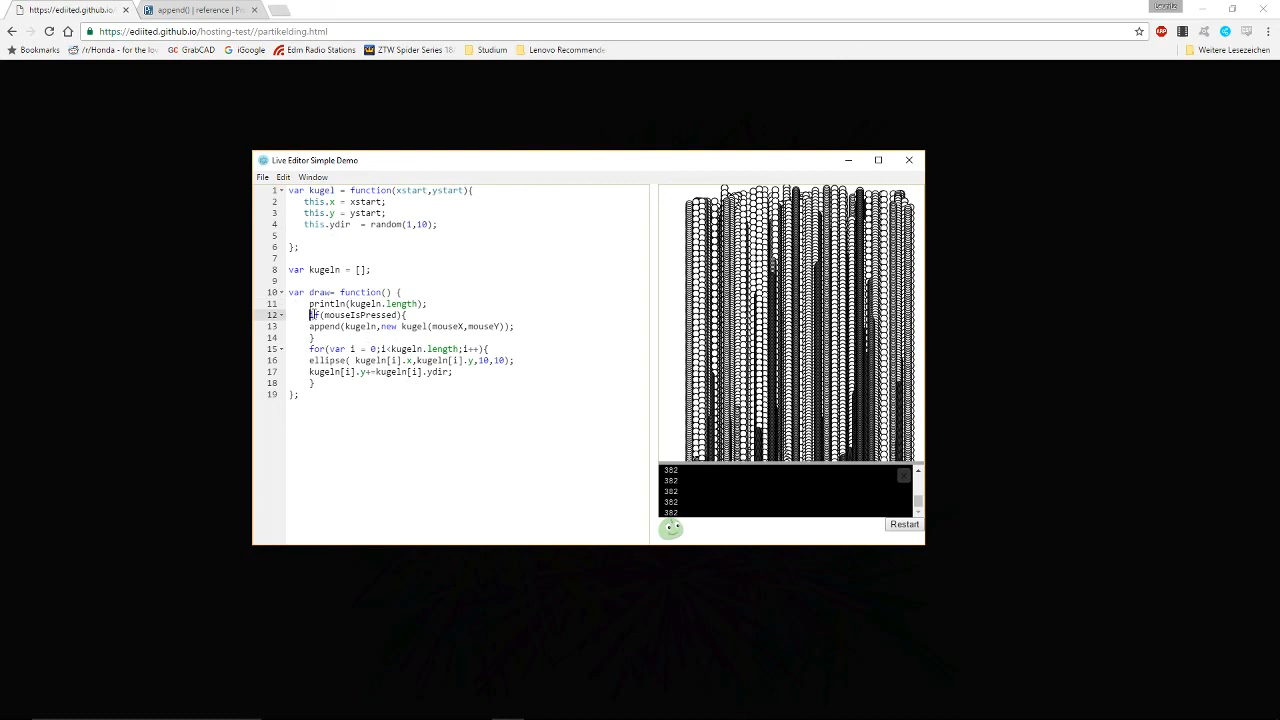 https://ediited.github.io/
append() | reference | Pr
https://ediited.github.io/hosting-test//partikelding.html
Bookmarks
/r/Honda - for the lov
GC GrabCAD
iGoogle
Edm Radio Stations
ZTW Spider Series 18
Studium
Lenovo Recommende
Weitere Lesezeichen
Live Editor Simple Demo
File Edit Window
1 var kugel = function(xstart,ystart){
2 this.x = xstart;
3 this.y = ystart;
4 this.ydir = random(1,10);
5
6 };
7
8 var kugeln = [];
9
10 var draw= function() {
11 println(kugeln.length);
12 if(mouseIsPressed){
13 append(kugeln,new kugel(mouseX,mouseY));
14 }
15 for(var i = 0;i<kugeln.length;i++){
16 ellipse( kugeln[i].x,kugeln[i].y,10,10);
17 kugeln[i].y+=kugeln[i].ydir;
18 }
19 };
382
382
382
382
382
Restart